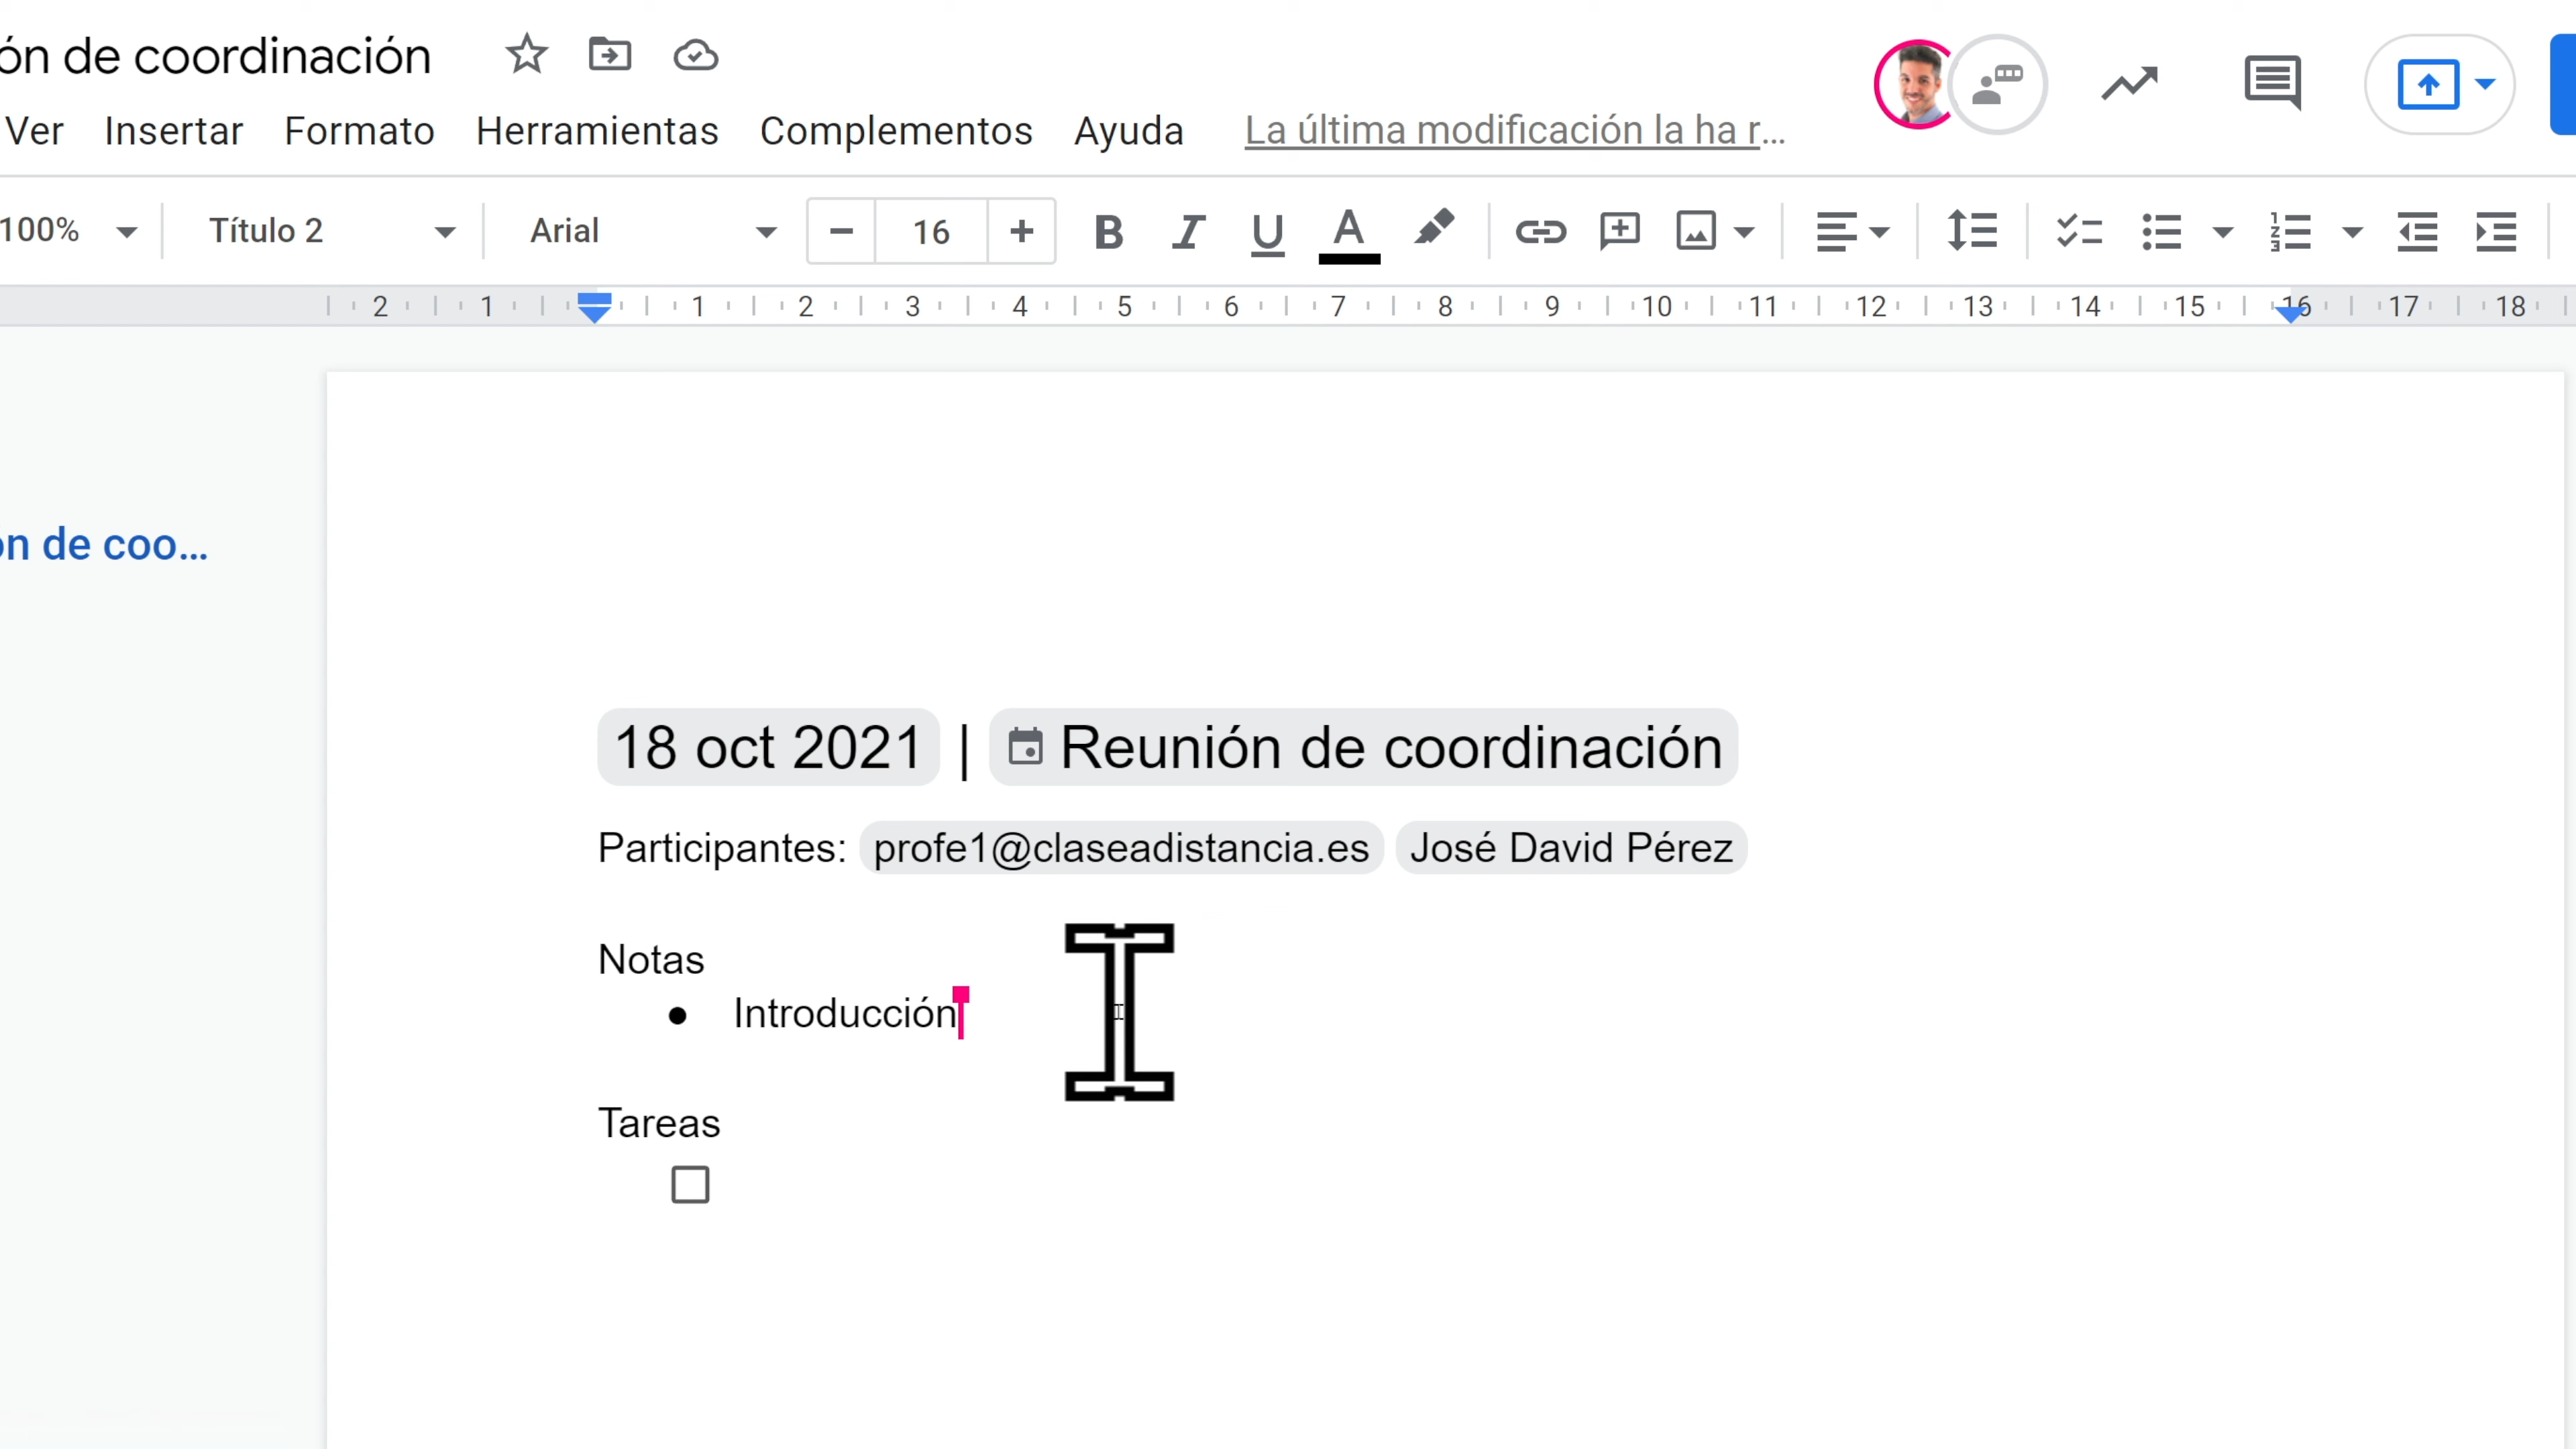 ón de coordinación
Ver Insertar Formato Herramientas Complementos Ayuda La última modificación la ha r...
100% Título 2 Arial − 16 + B I U A
2 1 1 2 3 4 5 6 7 8 9 10 11 12 13 14 15 16 17 18
ón de coo...
18 oct 2021 | Reunión de coordinación
Participantes: profe1@claseadistancia.es José David Pérez
Notas
● Introducción
Tareas